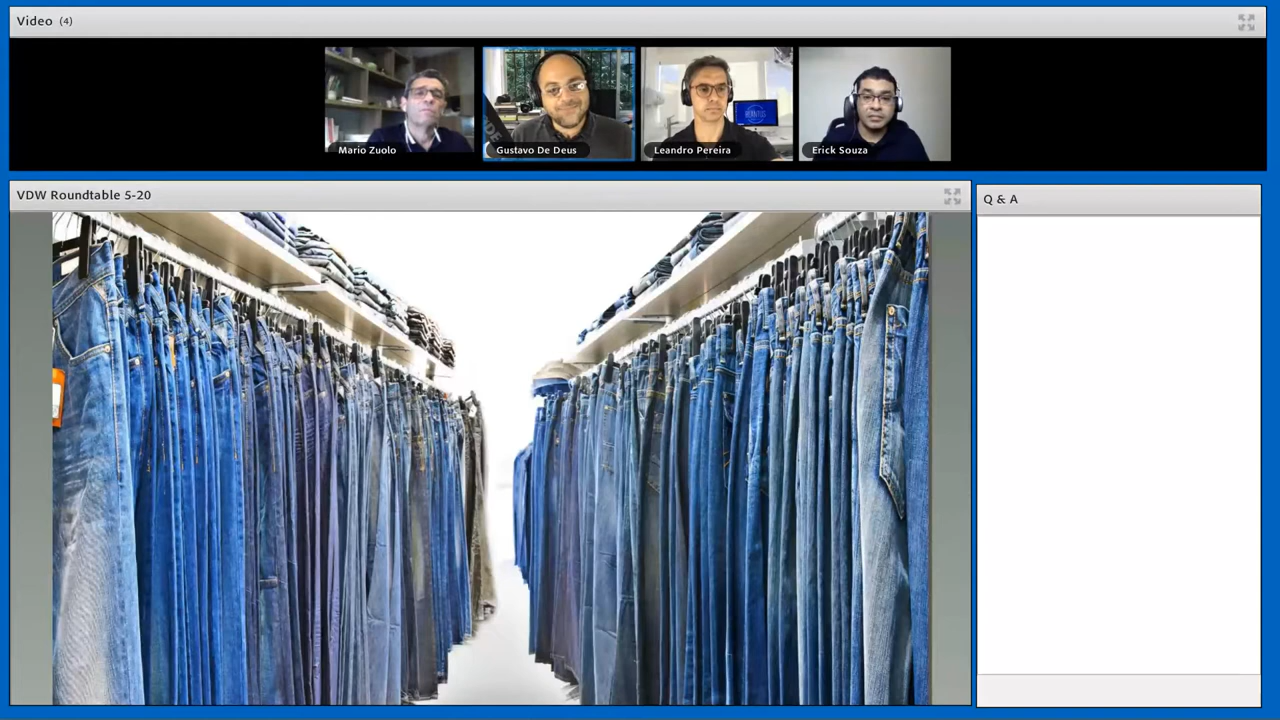 Video (4)
Mario Zuolo
Gustavo De Deus
Leandro Pereira
Erick Souza
VDW Roundtable 5-20
Q & A